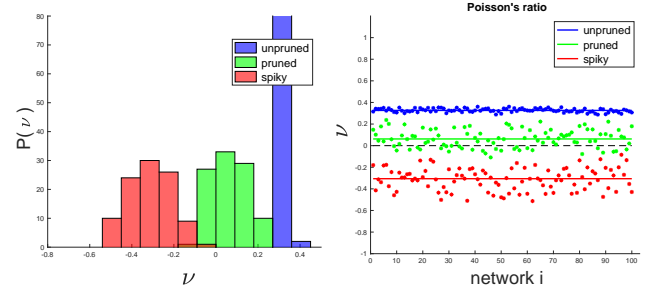 Poisson's ratio
80
70
60
50
40
30
20
10
0
P(ν)
-0.8 -0.6 -0.4 -0.2 0 0.2 0.4
ν
unpruned
pruned
spiky
1.2
1
0.8
0.6
0.4
0.2
0
-0.2
-0.4
-0.6
-0.8
-1
ν
0 10 20 30 40 50 60 70 80 90 100
network i
unpruned
pruned
spiky